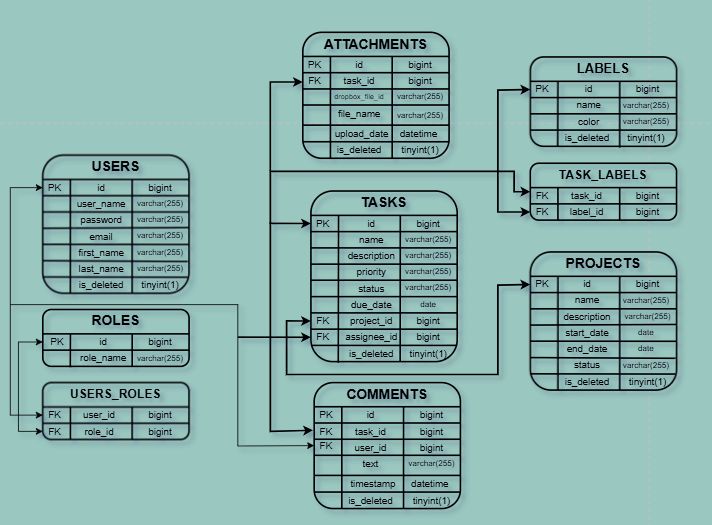 ATTACHMENTS
PK id bigint
FK task_id bigint
dropbox_file_id varchar(255)
file_name varchar(255)
upload_date datetime
is_deleted tinyint(1)
LABELS
PK id bigint
name varchar(255)
color varchar(255)
is_deleted tinyint(1)
USERS
PK id bigint
user_name varchar(255)
password varchar(255)
email varchar(255)
first_name varchar(255)
last_name varchar(255)
is_deleted tinyint(1)
TASKS
PK id bigint
name varchar(255)
description varchar(255)
priority varchar(255)
status varchar(255)
due_date date
FK project_id bigint
FK assignee_id bigint
is_deleted tinyint(1)
TASK_LABELS
FK task_id bigint
FK label_id bigint
PROJECTS
PK id bigint
name varchar(255)
description varchar(255)
start_date date
end_date date
status varchar(255)
is_deleted tinyint(1)
ROLES
PK id bigint
role_name varchar(255)
USERS_ROLES
FK user_id bigint
FK role_id bigint
COMMENTS
PK id bigint
FK task_id bigint
FK user_id bigint
text varchar(255)
timestamp datetime
is_deleted tinyint(1)